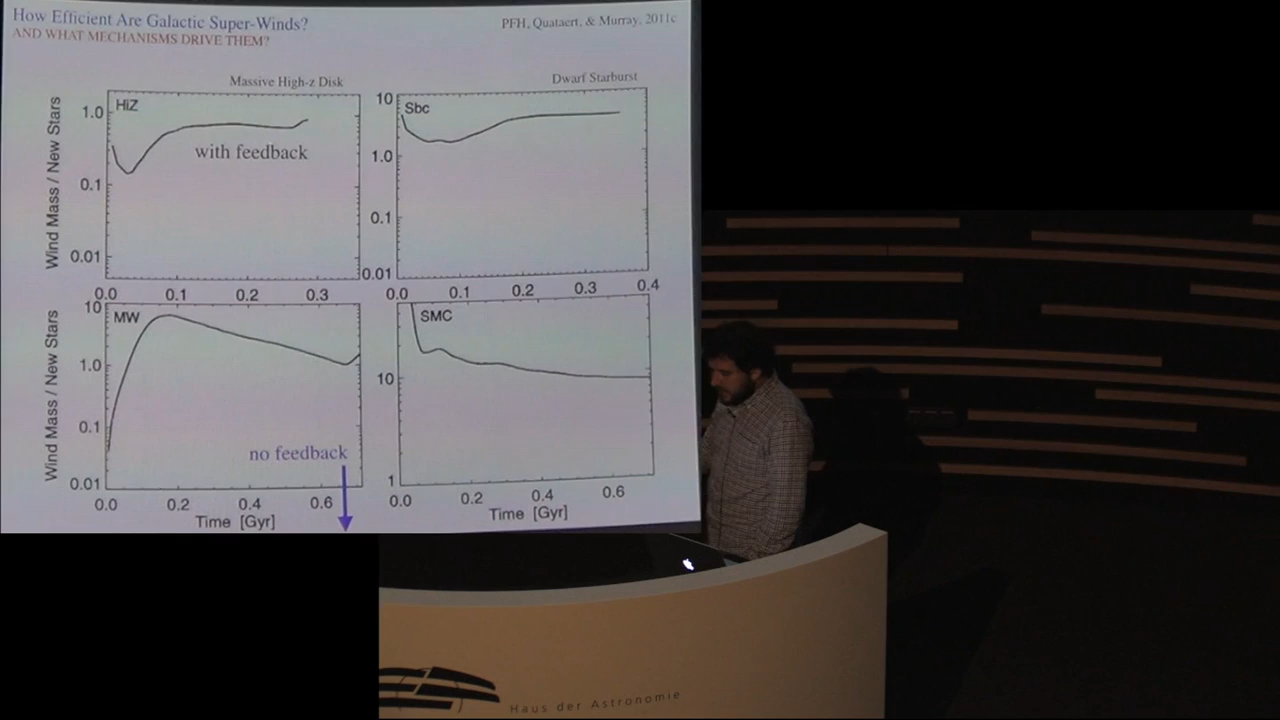 How Efficient Are Galactic Super-Winds?
PFH, Quataert, & Murray, 2011c
AND WHAT MECHANISMS DRIVE THEM?
Massive High-z Disk
Dwarf Starburst
Wind Mass / New Stars
1.0
0.1
0.01
HiZ
with feedback
0.0 0.1 0.2 0.3
10
1.0
0.1
0.01
Sbc
0.0 0.1 0.2 0.3 0.4
Wind Mass / New Stars
10
1.0
0.1
0.01
MW
no feedback
0.0 0.2 0.4 0.6
Time [Gyr]
10
1
SMC
0.0 0.2 0.4 0.6
Time [Gyr]
Haus der Astronomie